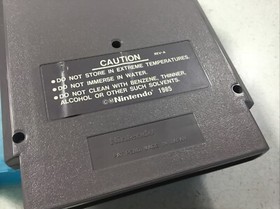 CAUTION
REV-A
•DO NOT STORE IN EXTREME TEMPERATURES.
•DO NOT IMMERSE IN WATER.
•DO NOT CLEAN WITH BENZENE, THINNER,
ALCOHOL OR OTHER SUCH SOLVENTS.
©Nintendo 1985